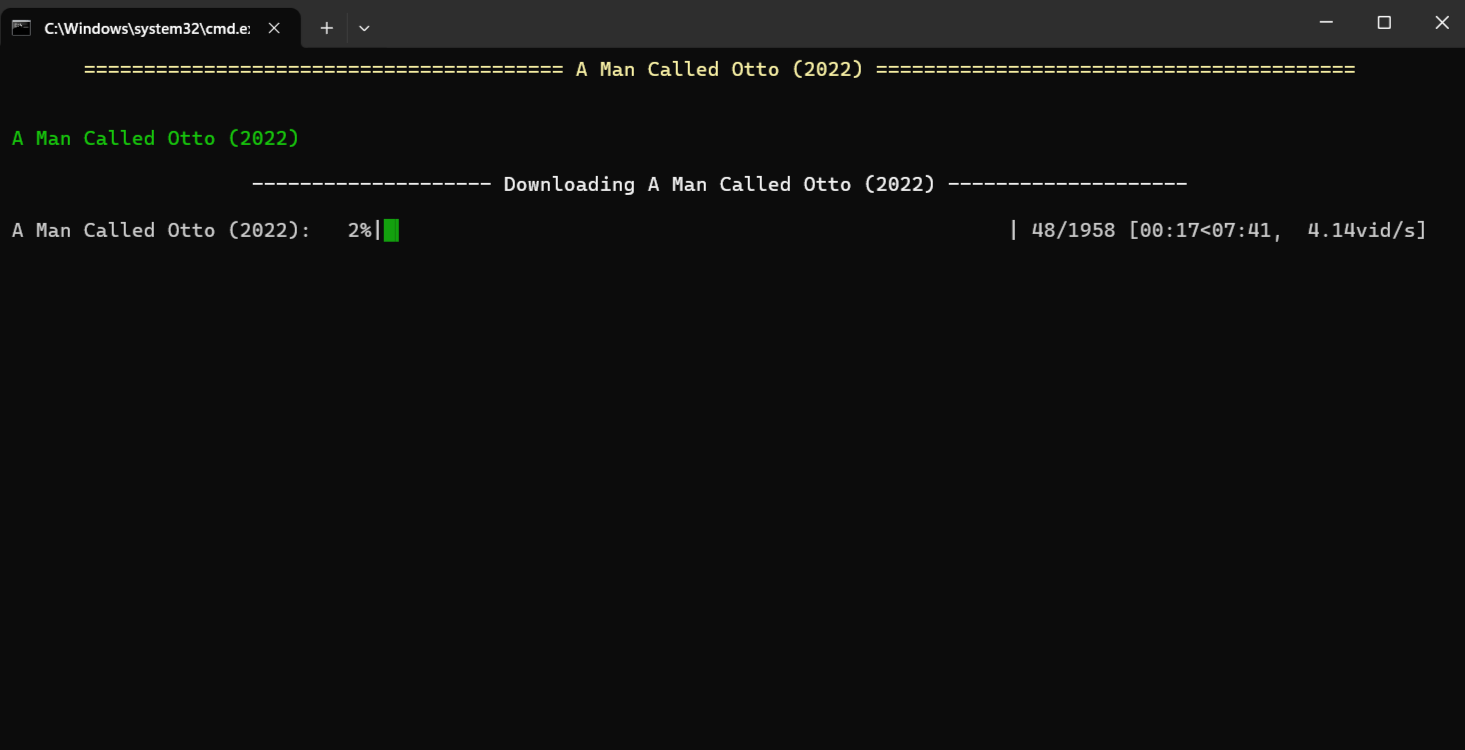 C:\Windows\system32\cmd.e
======================================== A Man Called Otto (2022) ========================================
A Man Called Otto (2022)
-------------------- Downloading A Man Called Otto (2022) --------------------
A Man Called Otto (2022):   2%| | 48/1958 [00:17<07:41,  4.14vid/s]